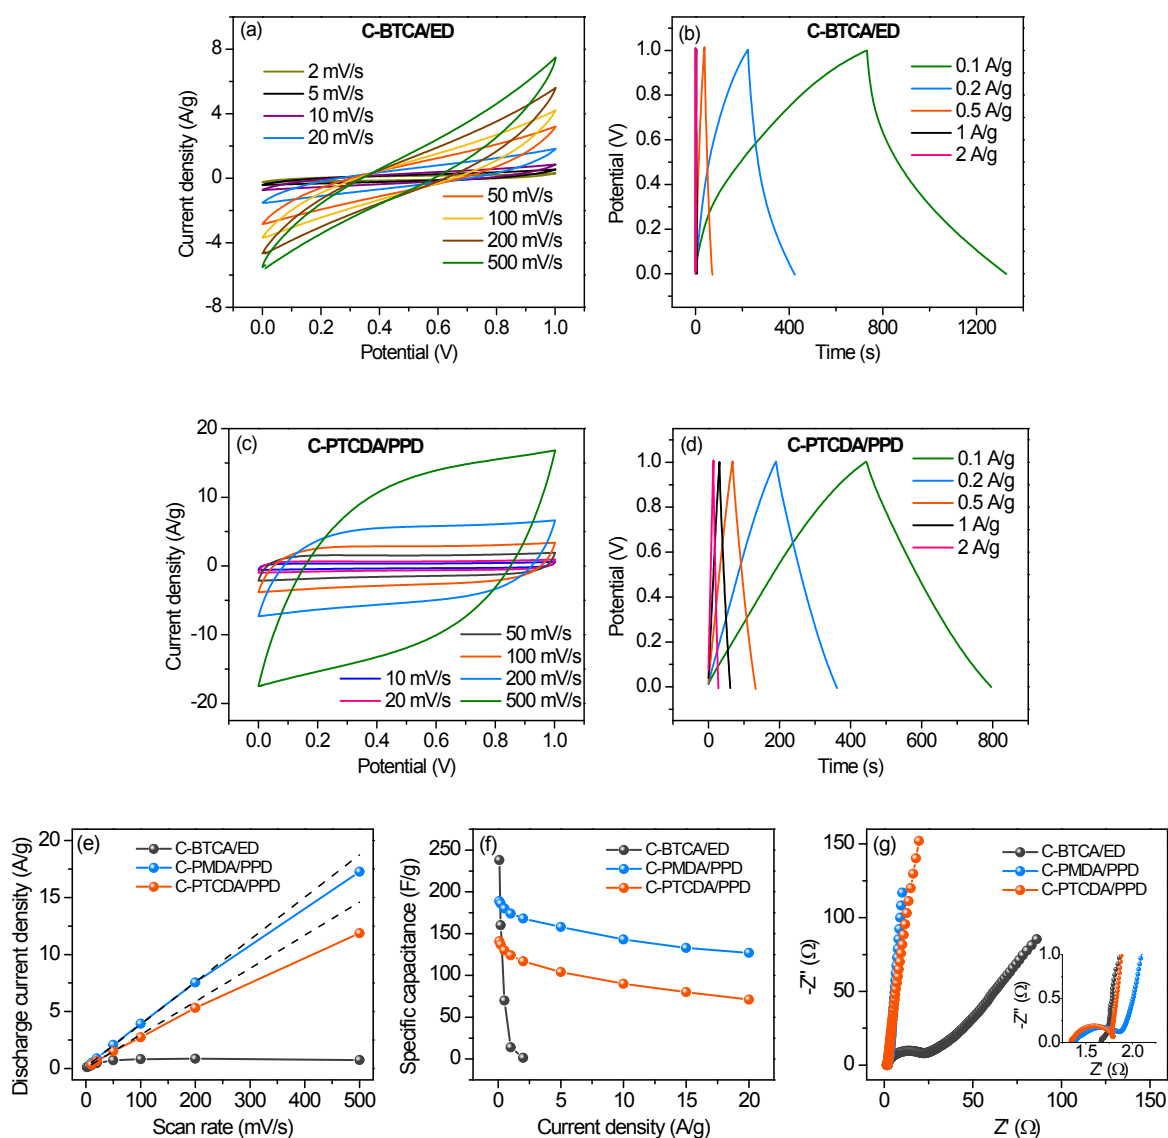 (a)
C-BTCA/ED
2 mV/s
5 mV/s
10 mV/s
20 mV/s
50 mV/s
100 mV/s
200 mV/s
500 mV/s
8
4
0
-4
-8
0.0 0.2 0.4 0.6 0.8 1.0
Current density (A/g)
Potential (V)
(b)
C-BTCA/ED
0.1 A/g
0.2 A/g
0.5 A/g
1 A/g
2 A/g
1.0
0.8
0.6
0.4
0.2
0.0
0 400 800 1200
Potential (V)
Time (s)
(c)
C-PTCDA/PPD
50 mV/s
100 mV/s
10 mV/s 200 mV/s
20 mV/s 500 mV/s
20
10
0
-10
-20
0.0 0.2 0.4 0.6 0.8 1.0
Current density (A/g)
Potential (V)
(d)
C-PTCDA/PPD
0.1 A/g
0.2 A/g
0.5 A/g
1 A/g
2 A/g
1.0
0.8
0.6
0.4
0.2
0.0
0 200 400 600 800
Potential (V)
Time (s)
(e)
C-BTCA/ED
C-PMDA/PPD
C-PTCDA/PPD
20
15
10
5
0
0 100 200 300 400 500
Discharge current density (A/g)
Scan rate (mV/s)
(f)
C-BTCA/ED
C-PMDA/PPD
C-PTCDA/PPD
250
200
150
100
50
0
0 5 10 15 20
Specific capacitance (F/g)
Current density (A/g)
(g)
C-BTCA/ED
C-PMDA/PPD
C-PTCDA/PPD
150
100
50
0
0 50 100 150
-Z'' (Ω)
Z' (Ω)
1.0
0.5
0.0
1.5 2.0
-Z'' (Ω)
Z' (Ω)